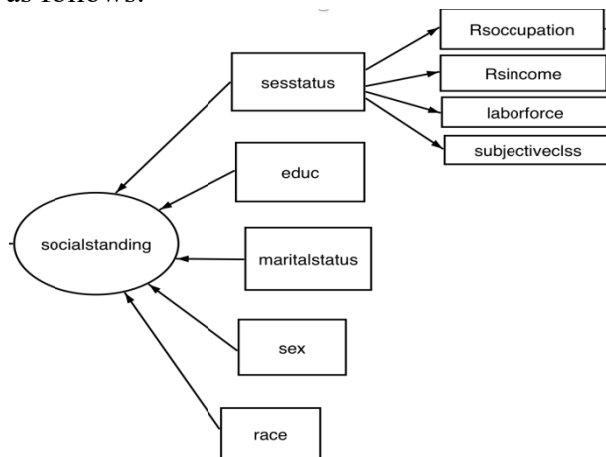 as follows:
Rsoccupation
sesstatus
Rsincome
laborforce
subjectiveclss
educ
socialstanding
maritalstatus
sex
race